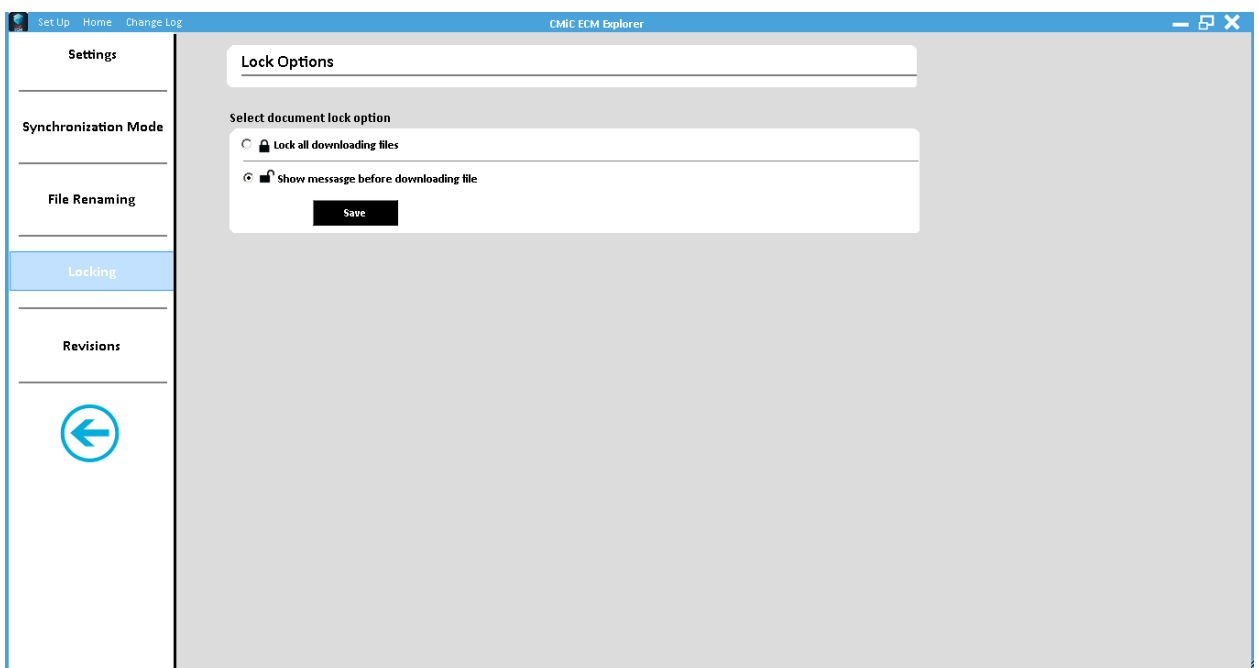 Set Up Home Change Log CMiC ECM Explorer
Settings
Lock Options
Select document lock option
Synchronization Mode
Lock all downloading files
Show messasge before downloading file
File Renaming
Save
Locking
Revisions